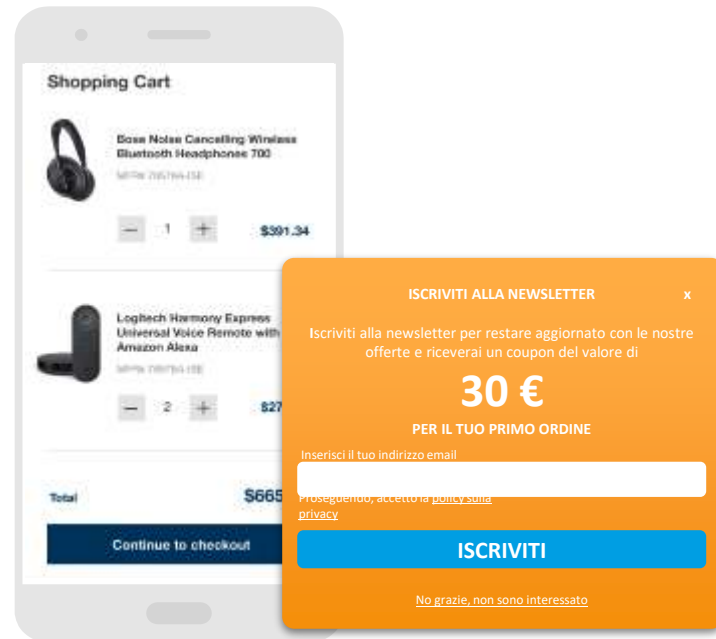 Shopping Cart
Bose Noise Cancelling Wireless
Bluetooth Headphones 700
1
$391.34
Logitech Harmony Express
Universal Voice Remote with
Amazon Alexa
2
$27
Total
$665
Continue to checkout
ISCRIVITI ALLA NEWSLETTER
x
Iscriviti alla newsletter per restare aggiornato con le nostre
offerte e riceverai un coupon del valore di
30 €
PER IL TUO PRIMO ORDINE
Inserisci il tuo indirizzo email
Proseguendo, accetto la policy sulla
privacy
ISCRIVITI
No grazie, non sono interessato